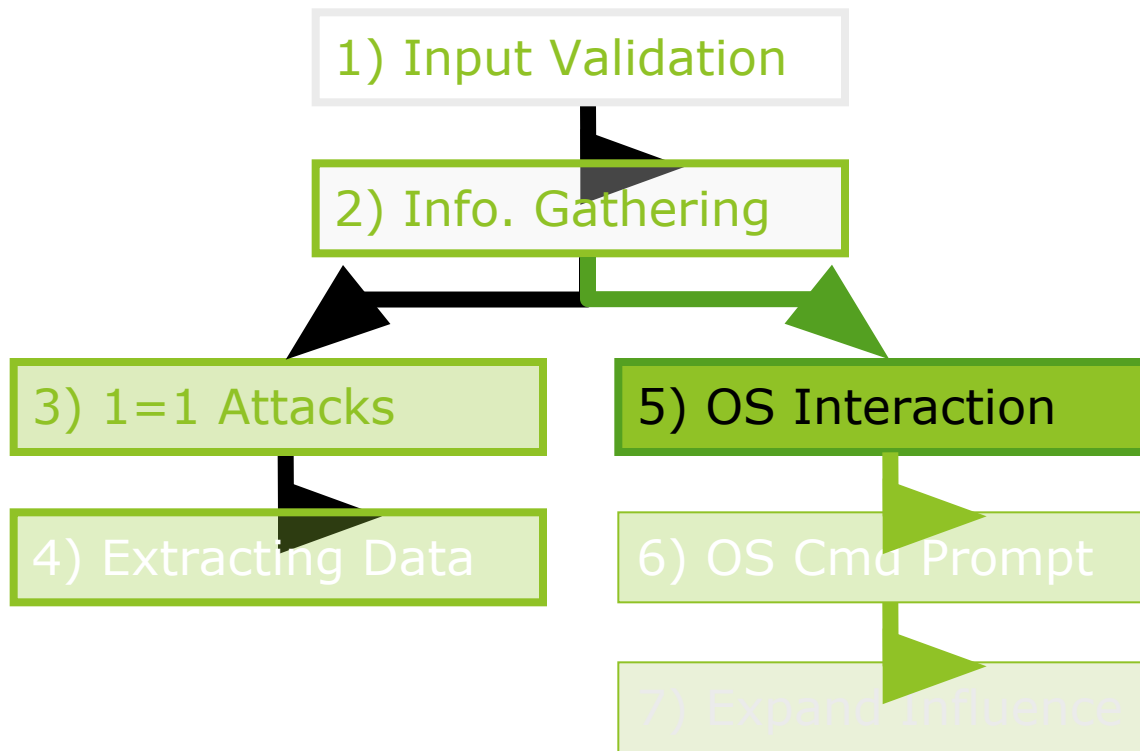 1) Input Validation
2) Info. Gathering
3) 1=1 Attacks
5) OS Interaction
4) Extracting Data
6) OS Cmd Prompt
7) Expand Influence